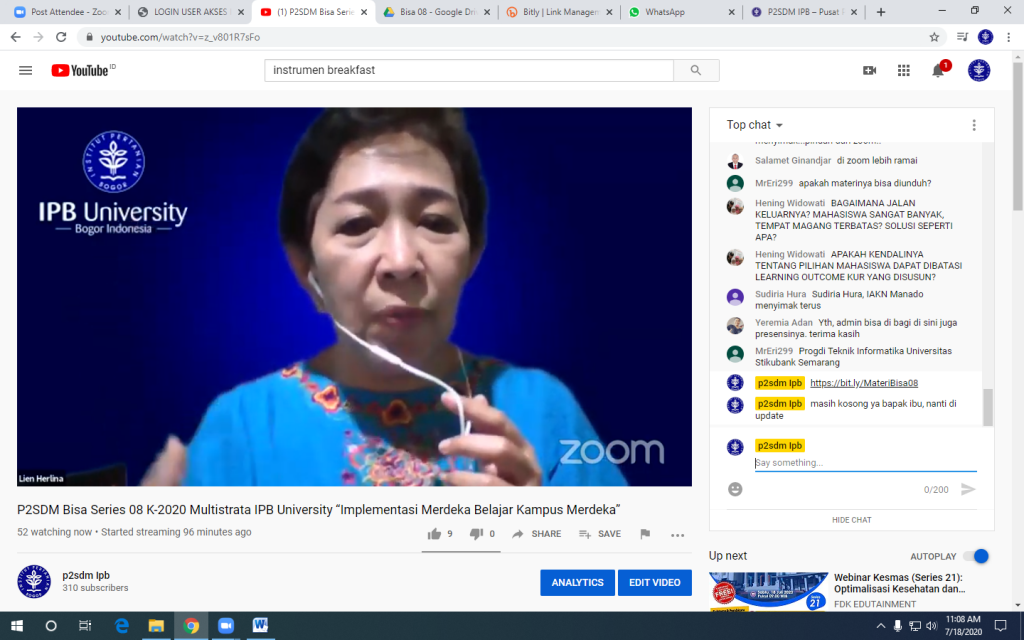 Post Attendee - Zoom
LOGIN USER AKSES
(1) P2SDM Bisa Serie
Bisa 08 - Google Dri
Bitly | Link Managem
WhatsApp
P2SDM IPB – Pusat
youtube.com/watch?v=z_v801R7sFo
YouTube ID
instrumen breakfast
1
INSTITUT PERTANIAN
BOGOR
IPB University
Bogor Indonesia
zoom
Lien Herlina
P2SDM Bisa Series 08 K-2020 Multistrata IPB University “Implementasi Merdeka Belajar Kampus Merdeka”
52 watching now • Started streaming 96 minutes ago
9
0
SHARE
SAVE
p2sdm Ipb
310 subscribers
ANALYTICS
EDIT VIDEO
Top chat
Salamet Ginandjar di zoom lebih ramai
MrEri299 apakah materinya bisa diunduh?
Hening Widowati BAGAIMANA JALAN
KELUARNYA? MAHASISWA SANGAT BANYAK,
TEMPAT MAGANG TERBATAS? SOLUSI SEPERTI
APA?
Hening Widowati APAKAH KENDALINYA
TENTANG PILIHAN MAHASISWA DAPAT DIBATASI
LEARNING OUTCOME KUR YANG DISUSUN?
Sudiria Hura Sudiria Hura, IAKN Manado
menyimak terus
Yeremia Adan Yth, admin bisa di bagi di sini juga
presensinya. terima kasih
MrEri299 Progdi Teknik Informatika Universitas
Stikubank Semarang
p2sdm Ipb https://bit.ly/MateriBisa08
p2sdm Ipb masih kosong ya bapak ibu, nanti di
update
p2sdm Ipb
Say something...
0/200
HIDE CHAT
Up next
AUTOPLAY
FREE!
21
Webinar Kesmas (Series 21):
Optimalisasi Kesehatan dan...
FDK EDUTAINMENT
11:08 AM
7/18/2020